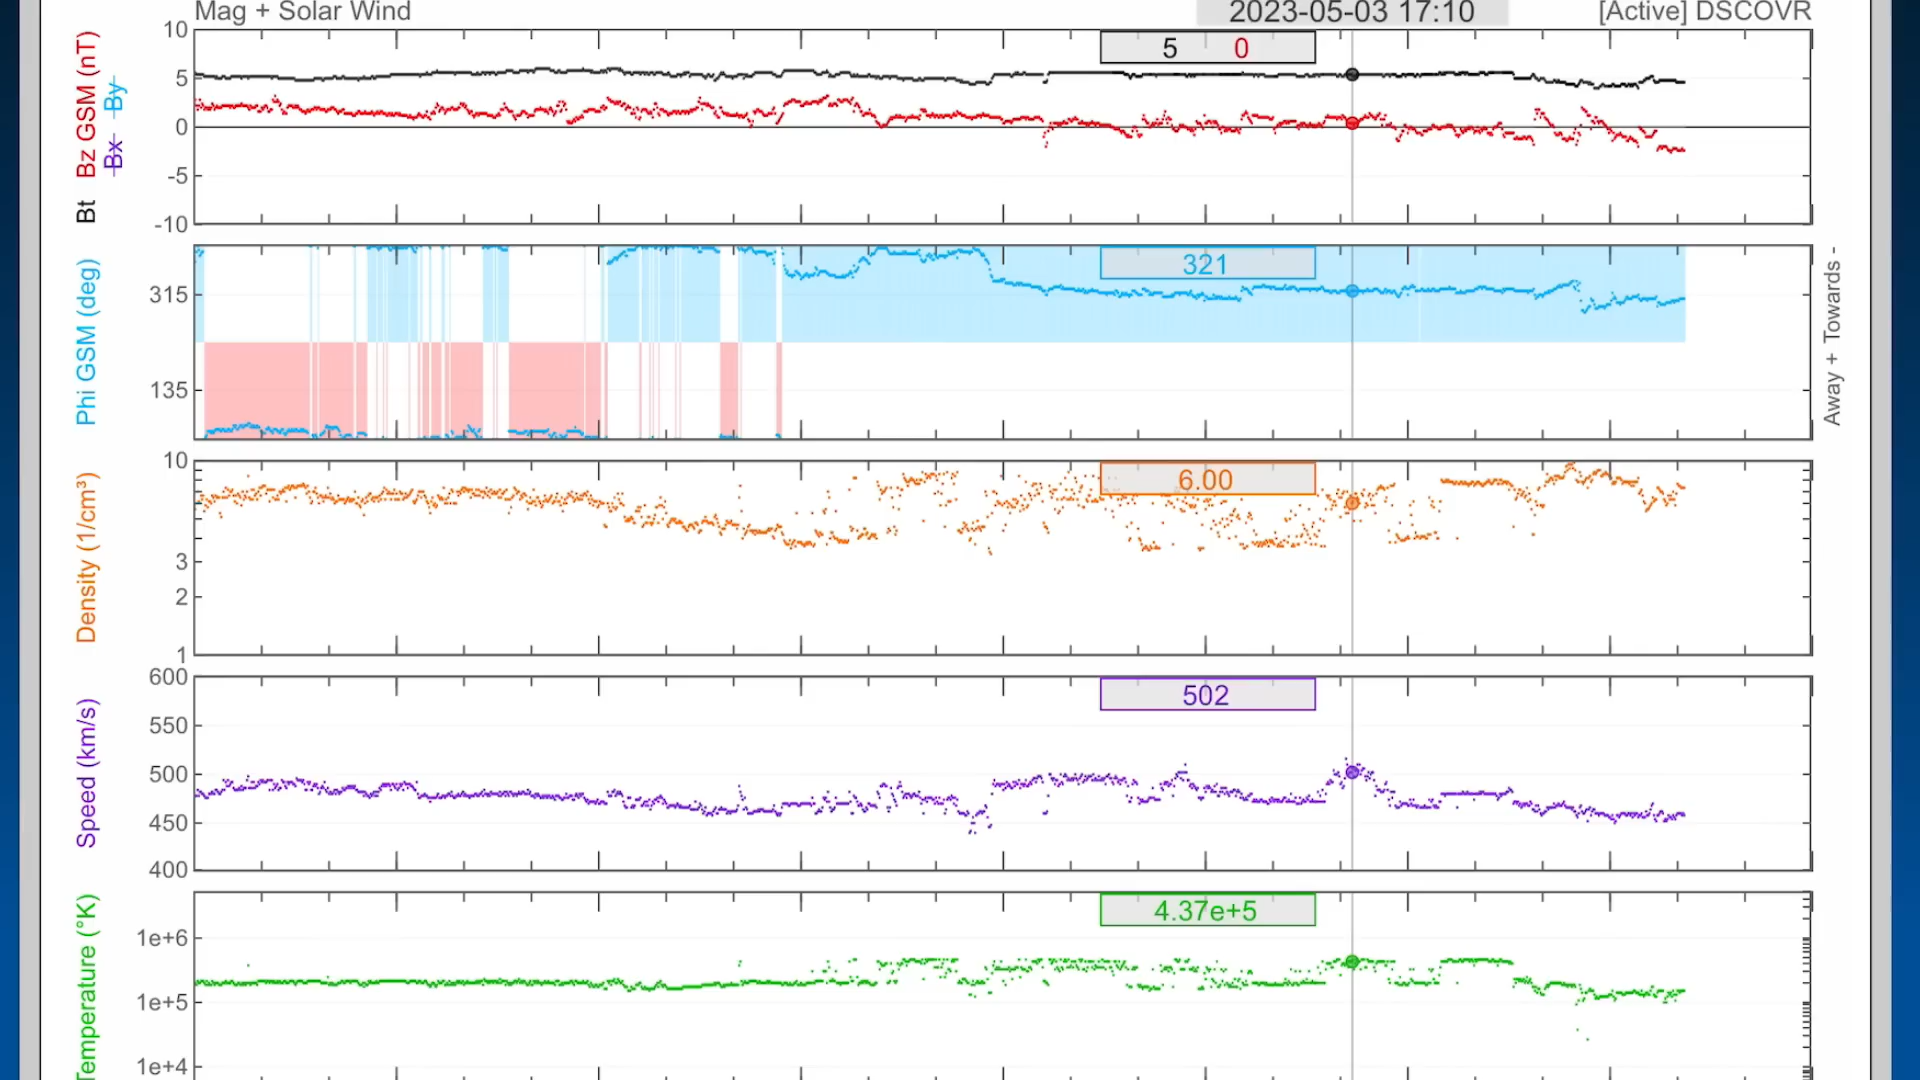 Mag + Solar Wind
2023-05-03 17:10
[Active] DSCOVR
10
5
0
-5
-10
Bt Bz GSM (nT)
Bx By
5 0
315
135
Phi GSM (deg)
321
Away + Towards -
10
3
2
1
Density (1/cm³)
6.00
600
550
500
450
400
Speed (km/s)
502
1e+6
1e+5
1e+4
Temperature (°K)
4.37e+5